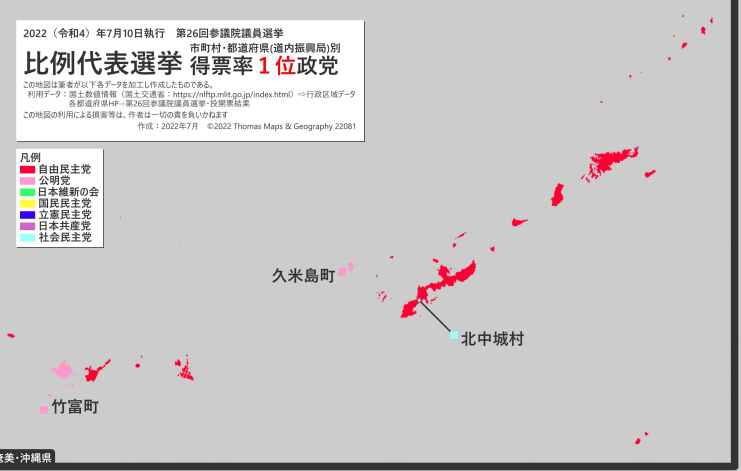 2022（令和4）年7月10日執行　第26回参議院議員選挙
比例代表選挙 市町村・都道府県(道内振興局)別
得票率１位政党
この地図は筆者が以下各データを加工し作成したものである。
利用データ：国土数値情報（国土交通省：https://nlftp.mlit.go.jp/index.html）⇒行政区域データ
各都道府県HP⇒第26回参議院議員選挙・投開票結果
この地図の利用による損害等は、作者は一切の責を負いかねます
作成：2022年7月　©2022 Thomas Maps & Geography 22081
凡例
自由民主党
公明党
日本維新の会
国民民主党
立憲民主党
日本共産党
社会民主党
久米島町
北中城村
竹富町
奄美・沖縄県